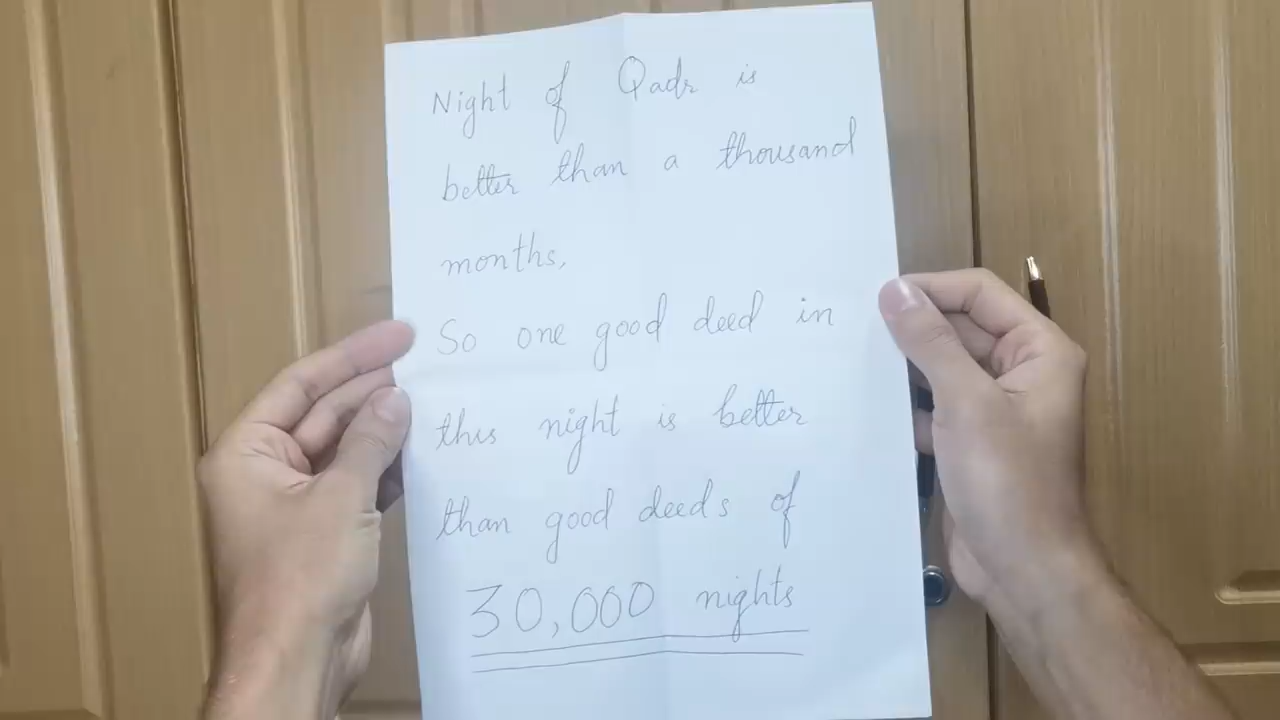 Night of Qadr is
better than a thousand
months,
So one good deed in
this night is better
than good deeds of
30,000 nights